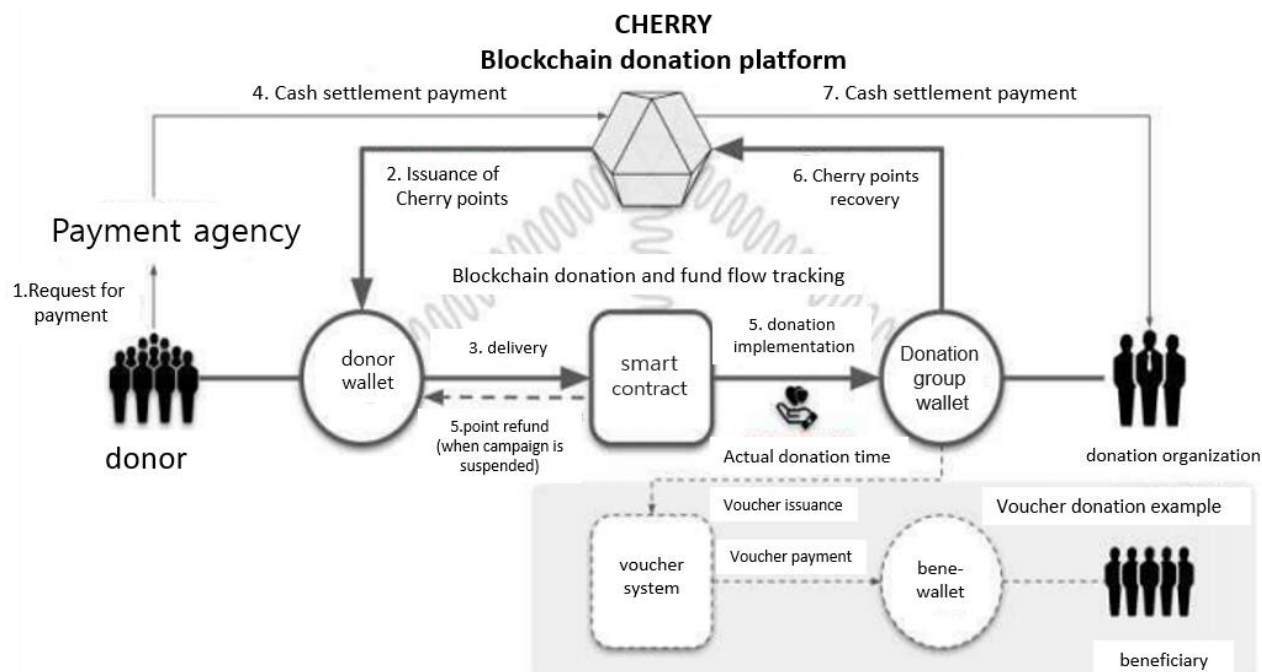 CHERRY
Blockchain donation platform
4. Cash settlement payment
7. Cash settlement payment
2. Issuance of
Cherry points
6. Cherry points
recovery
Payment agency
1.Request for
payment
Blockchain donation and fund flow tracking
donor
wallet
3. delivery
smart
contract
5. donation
implementation
Donation
group
wallet
5.point refund
(when campaign is
suspended)
donor
Actual donation time
donation organization
Voucher issuance
Voucher donation example
voucher
system
Voucher payment
bene-
wallet
beneficiary